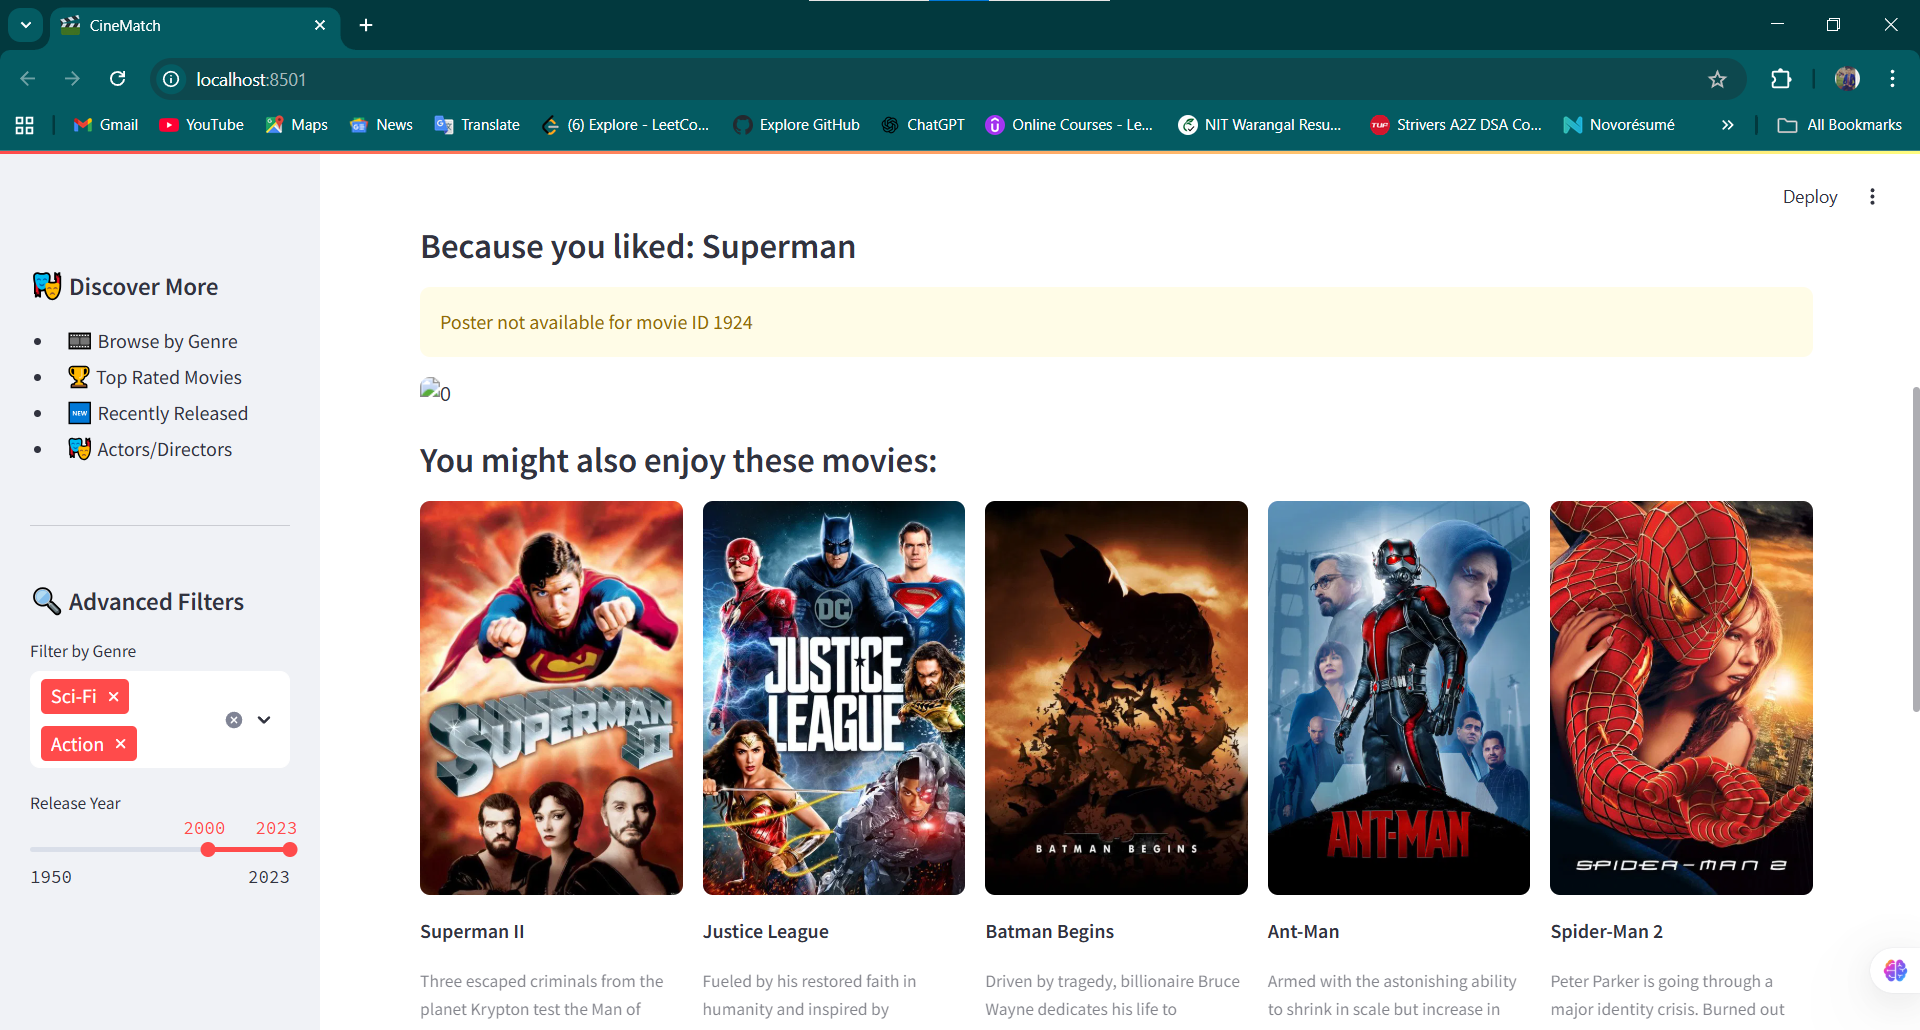 CineMatch
localhost:8501
Gmail
YouTube
Maps
News
Translate
(6) Explore - LeetCo...
Explore GitHub
ChatGPT
Online Courses - Le...
NIT Warangal Resu...
Strivers A2Z DSA Co...
Novorésumé
All Bookmarks
Deploy
Discover More
Browse by Genre
Top Rated Movies
NEW Recently Released
Actors/Directors
Advanced Filters
Filter by Genre
Sci-Fi
Action
Release Year
2000 2023
1950 2023
Because you liked: Superman
Poster not available for movie ID 1924
0
You might also enjoy these movies:
SUPERMAN II
DC
JUSTICE
LEAGUE
BATMAN BEGINS
ANT-MAN
SPIDER-MAN 2
Superman II
Three escaped criminals from the
planet Krypton test the Man of
Justice League
Fueled by his restored faith in
humanity and inspired by
Batman Begins
Driven by tragedy, billionaire Bruce
Wayne dedicates his life to
Ant-Man
Armed with the astonishing ability
to shrink in scale but increase in
Spider-Man 2
Peter Parker is going through a
major identity crisis. Burned out